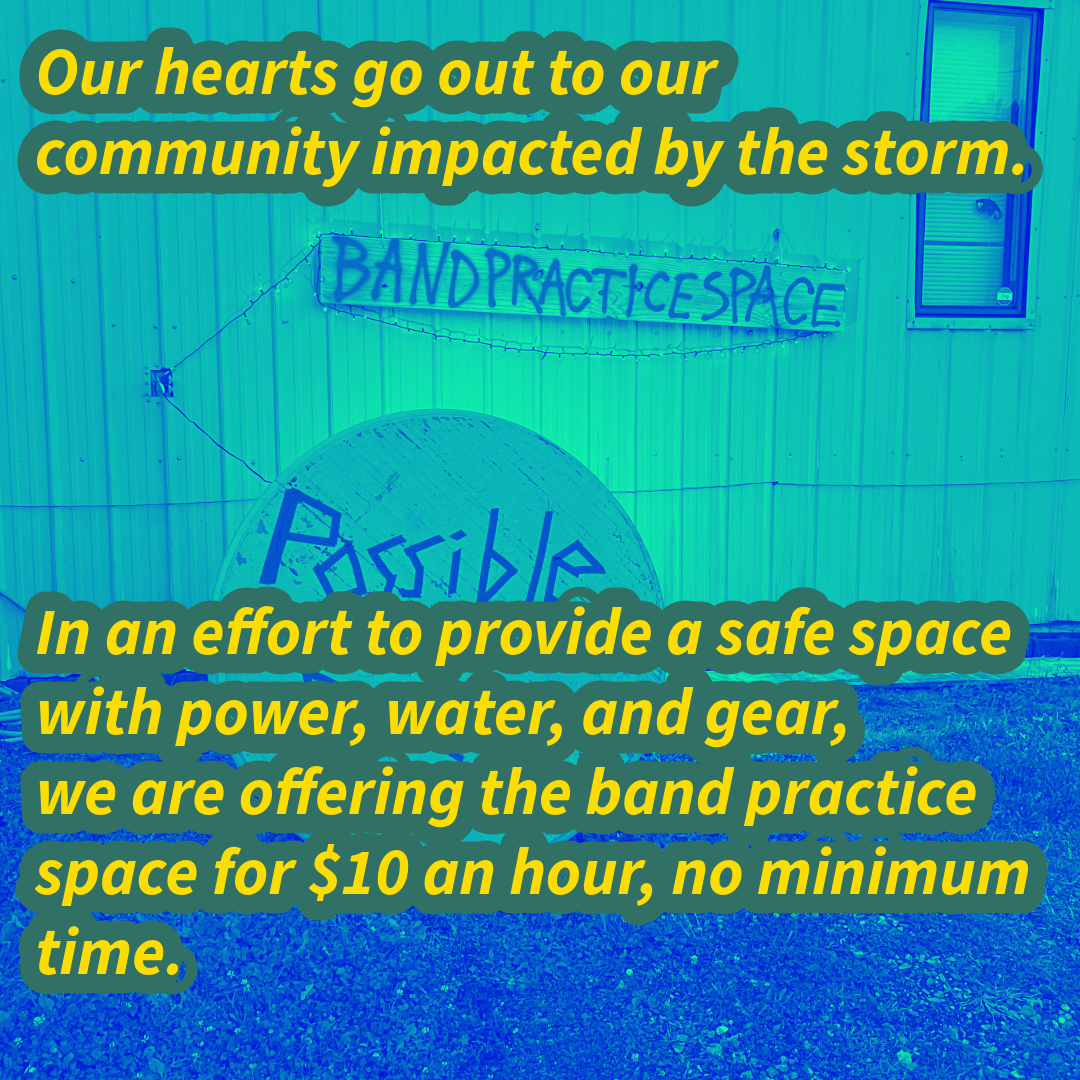 Our hearts go out to our
community impacted by the storm.
BANDPRACTICESPACE
Possible
In an effort to provide a safe space
with power, water, and gear,
we are offering the band practice
space for $10 an hour, no minimum
time.